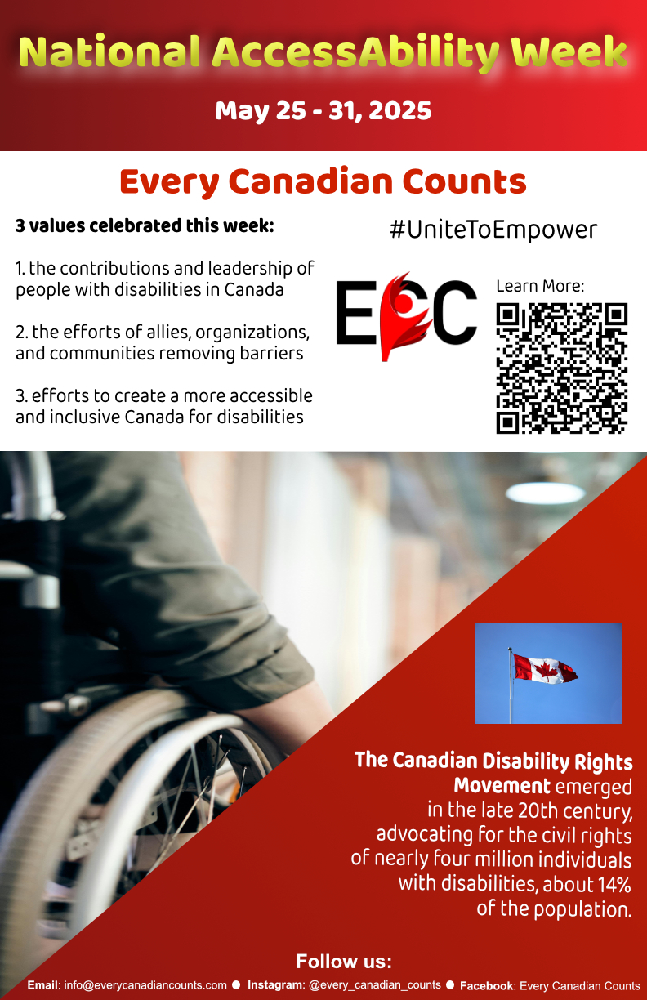 National AccessAbility Week
May 25 - 31, 2025
Every Canadian Counts
3 values celebrated this week:
1. the contributions and leadership of
people with disabilities in Canada
2. the efforts of allies, organizations,
and communities removing barriers
3. efforts to create a more accessible
and inclusive Canada for disabilities
#UniteToEmpower
ECC
Learn More:
The Canadian Disability Rights
Movement emerged
in the late 20th century,
advocating for the civil rights
of nearly four million individuals
with disabilities, about 14%
of the population.
Follow us:
Email: info@everycanadiancounts.com ● Instagram: @every_canadian_counts ● Facebook: Every Canadian Counts